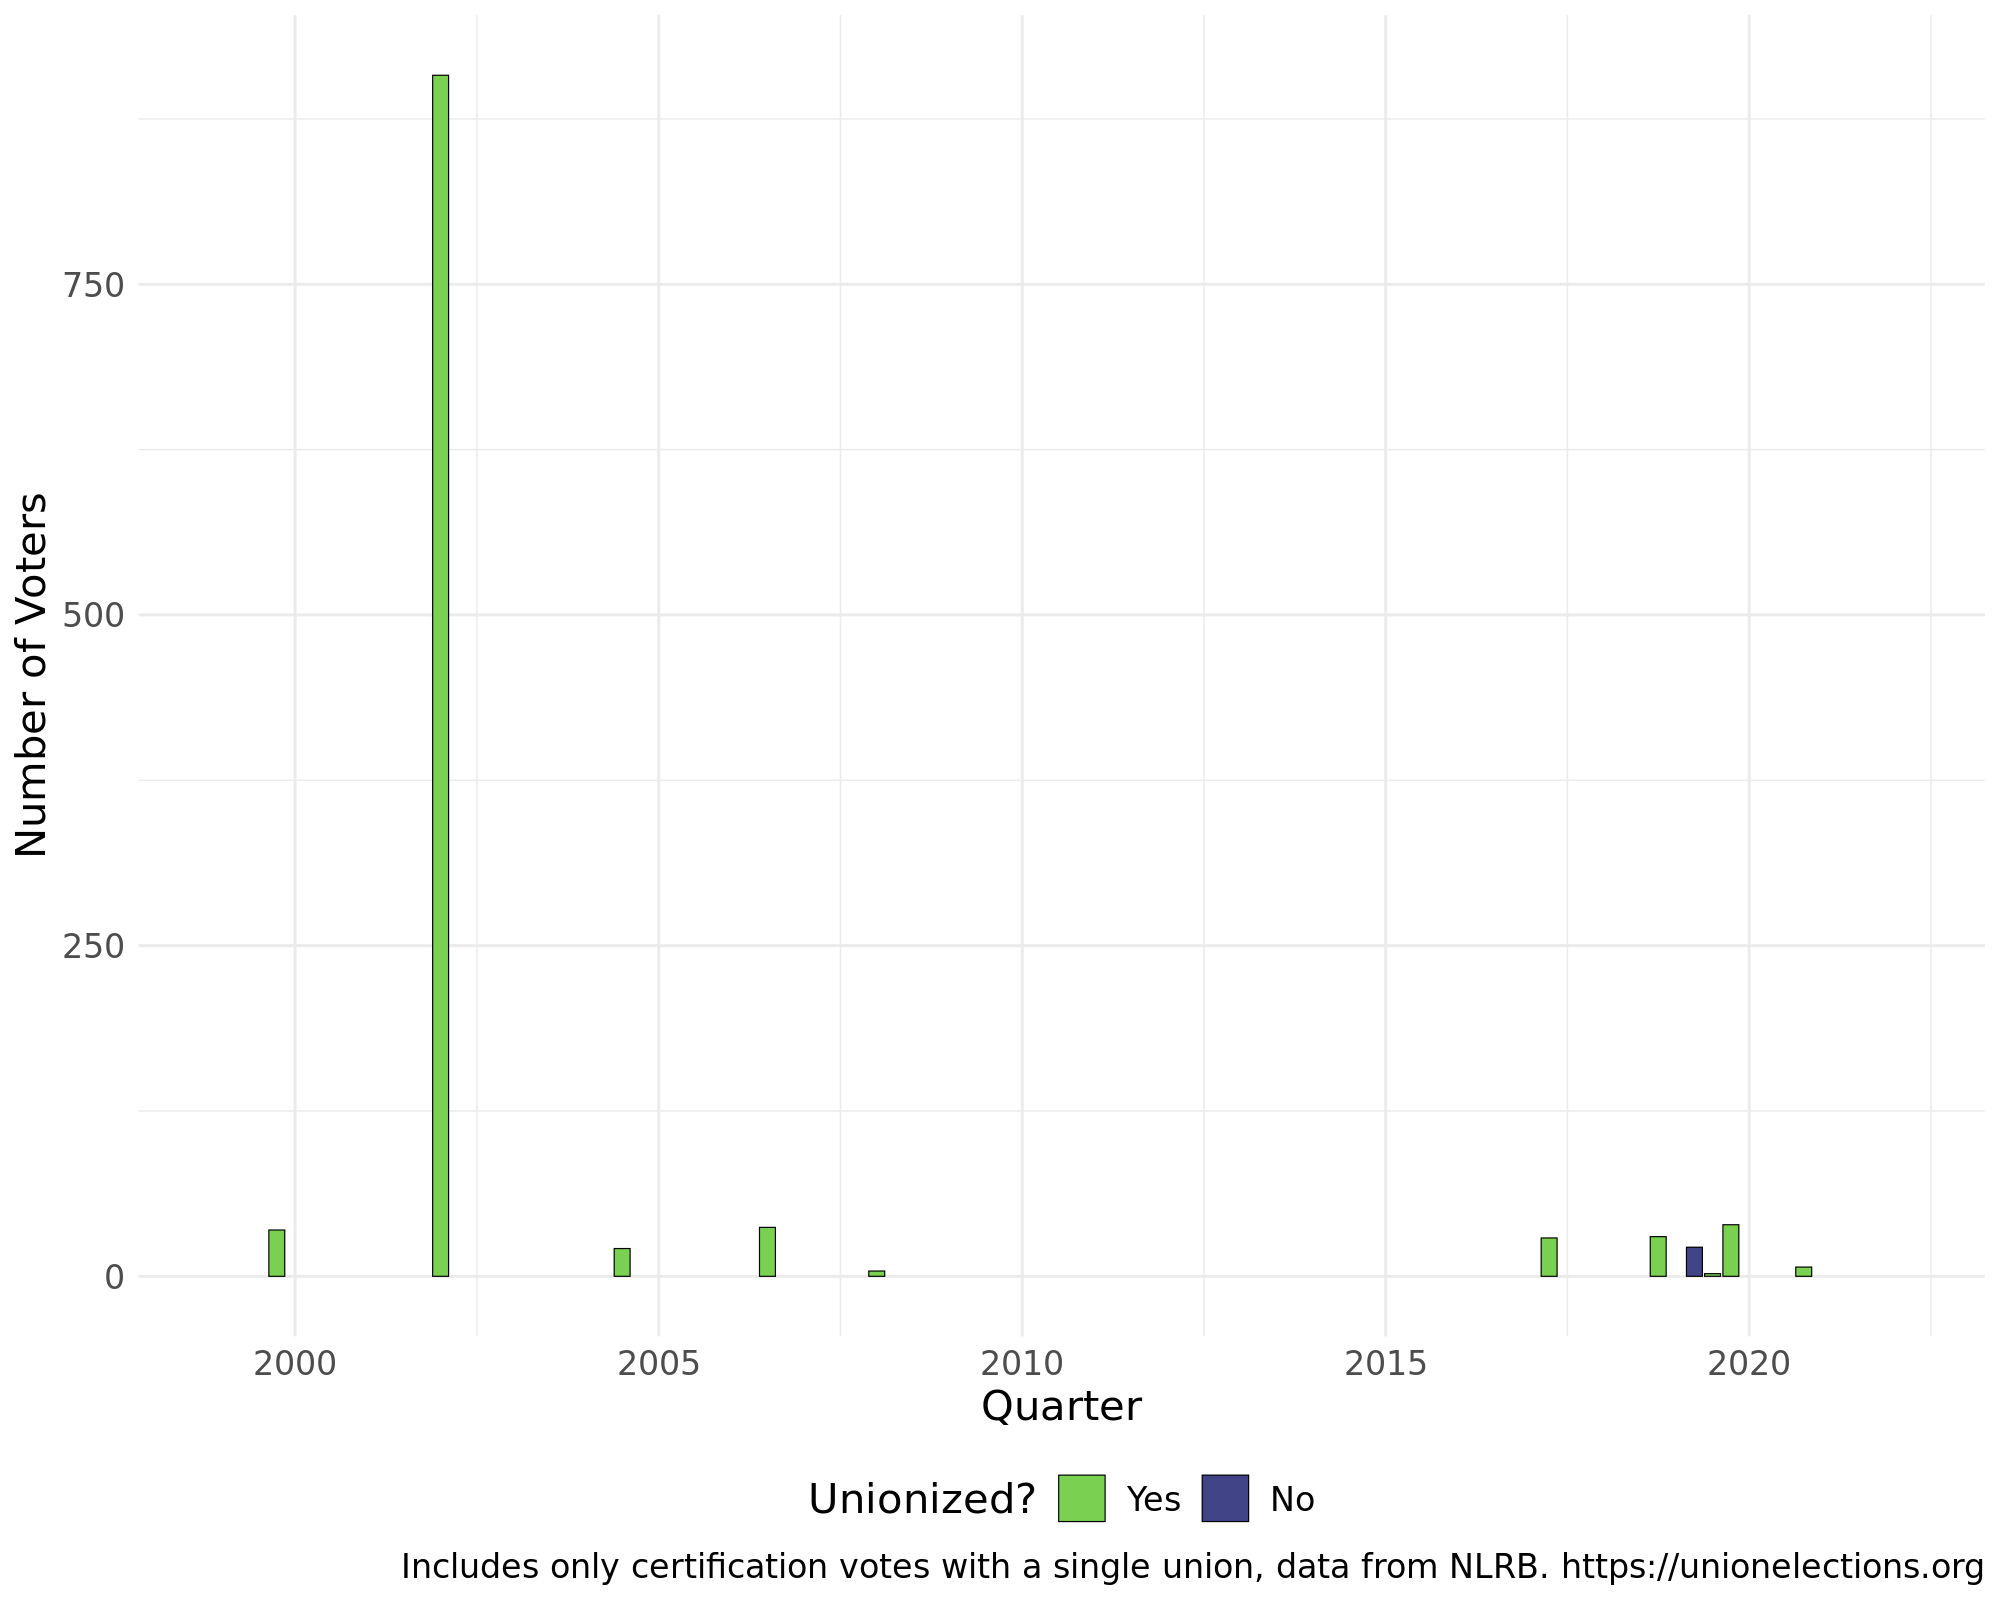 750
500
250
0
Number of Voters
2000 2005 2010 2015 2020
Quarter
Unionized? Yes No
Includes only certification votes with a single union, data from NLRB. https://unionelections.org